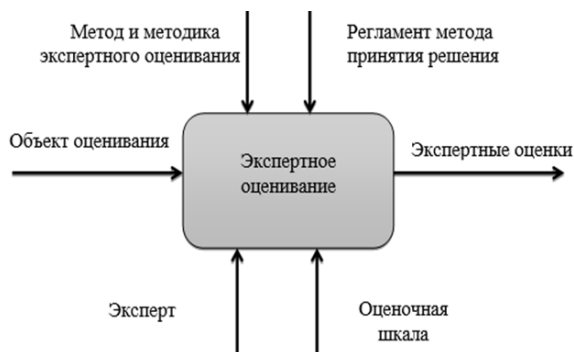 Метод и методика
экспертного оценивания
Регламент метода
принятия решения
Объект оценивания
Экспертное
оценивание
Экспертные оценки
Эксперт
Оценочная
шкала